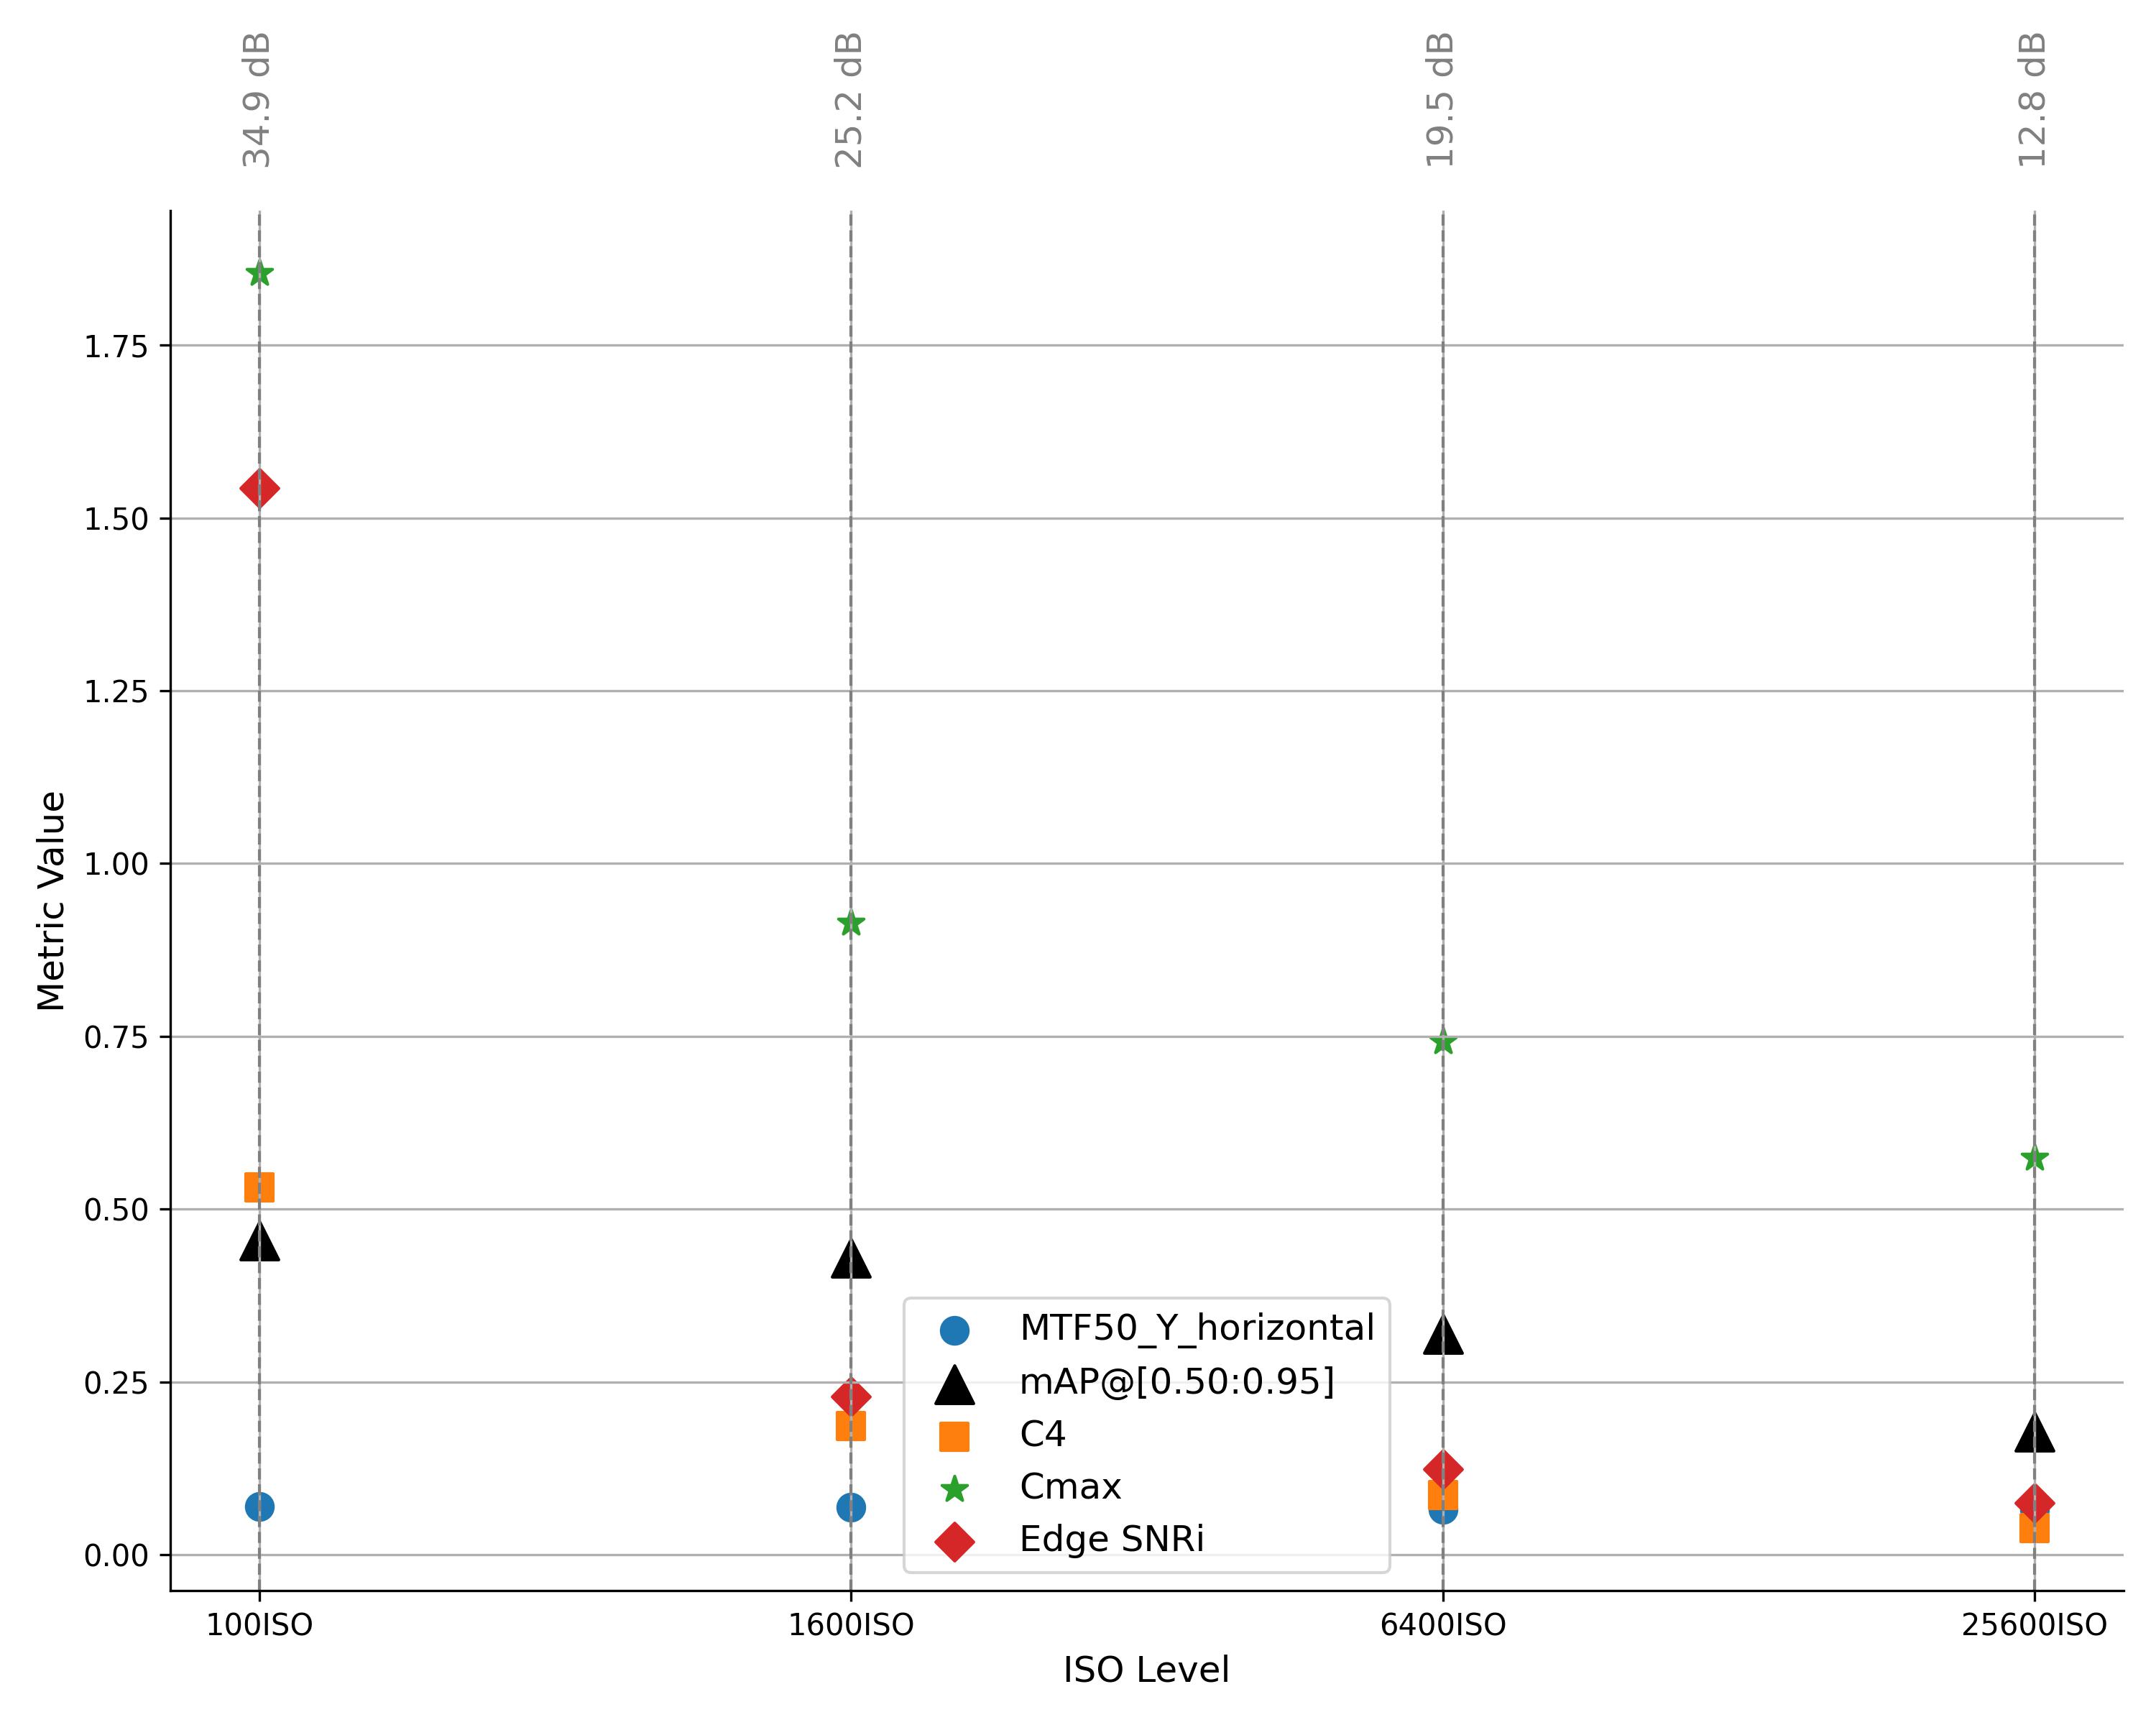 34.9 dB
25.2 dB
19.5 dB
12.8 dB
1.75
1.50
1.25
1.00
0.75
0.50
0.25
0.00
Metric Value
MTF50_Y_horizontal
mAP@[0.50:0.95]
C4
Cmax
Edge SNRi
100ISO
1600ISO
6400ISO
25600ISO
ISO Level